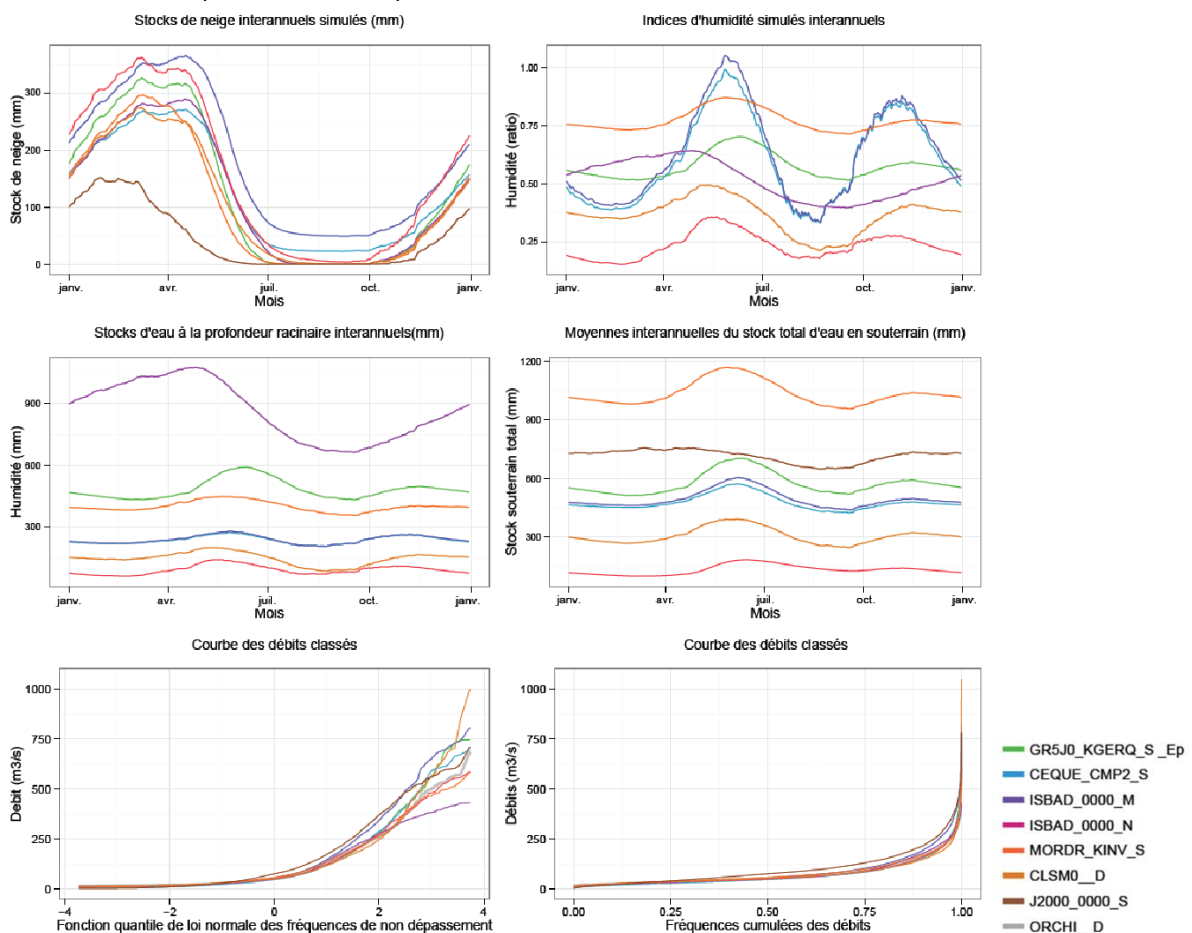 Stocks de neige interannuels simulés (mm)
Stock de neige (mm)
300
200
100
0
janv.
avr.
juil.
oct.
janv.
Mois
Indices d'humidité simulés interannuels
Humidité (ratio)
1.00
0.75
0.50
0.25
janv.
avr.
juil.
oct.
janv.
Mois
Stocks d'eau à la profondeur racinaire interannuels(mm)
Humidité (mm)
900
600
300
janv.
avr.
juil.
oct.
janv.
Mois
Moyennes interannuelles du stock total d'eau en souterrain (mm)
Stock souterrain total (mm)
1200
900
600
300
janv.
avr.
juil.
oct.
janv.
Mois
Courbe des débits classés
Debit (m3/s)
1000
750
500
250
0
−4
−2
0
2
4
Fonction quantile de loi normale des fréquences de non dépassement
Courbe des débits classés
Débits (m3/s)
1000
750
500
250
0
0.00
0.25
0.50
0.75
1.00
Fréquences cumulées des débits
GR5J0_KGERQ_S_Ep
CEQUE_CMP2_S
ISBAD_0000_M
ISBAD_0000_N
MORDR_KINV_S
CLSM0__D
J2000_0000_S
ORCHI__D